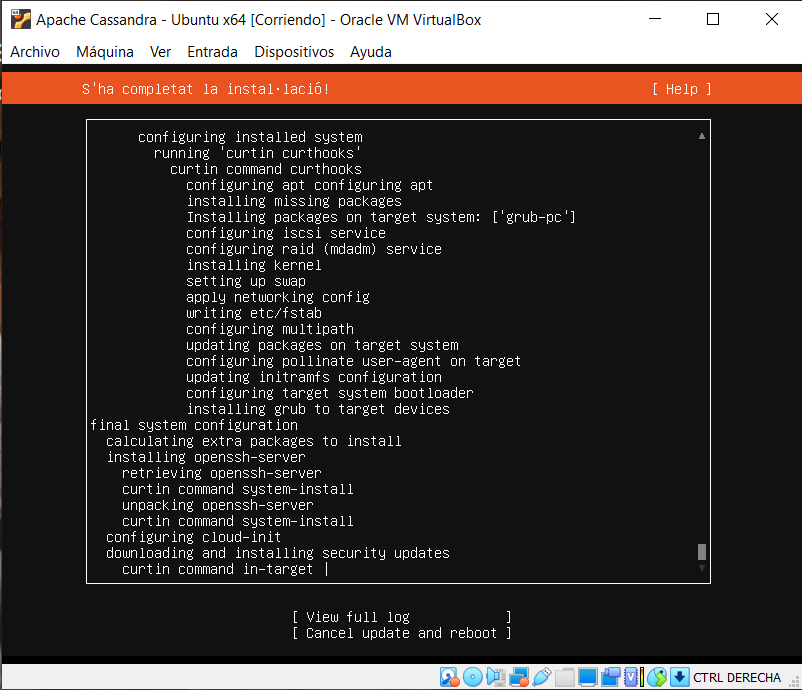 Apache Cassandra - Ubuntu x64 [Corriendo] - Oracle VM VirtualBox
Archivo Máquina Ver Entrada Dispositivos Ayuda
S'ha completat la instal·lació! [ Help ]
configuring installed system
running 'curtin curthooks'
curtin command curthooks
configuring apt configuring apt
installing missing packages
Installing packages on target system: ['grub-pc']
configuring iscsi service
configuring raid (mdadm) service
installing kernel
setting up swap
apply networking config
writing etc/fstab
configuring multipath
updating packages on target system
configuring pollinate user-agent on target
updating initramfs configuration
configuring target system bootloader
installing grub to target devices
final system configuration
calculating extra packages to install
installing openssh-server
retrieving openssh-server
curtin command system-install
unpacking openssh-server
curtin command system-install
configuring cloud-init
downloading and installing security updates
curtin command in-target |
[ View full log ]
[ Cancel update and reboot ]
CTRL DERECHA